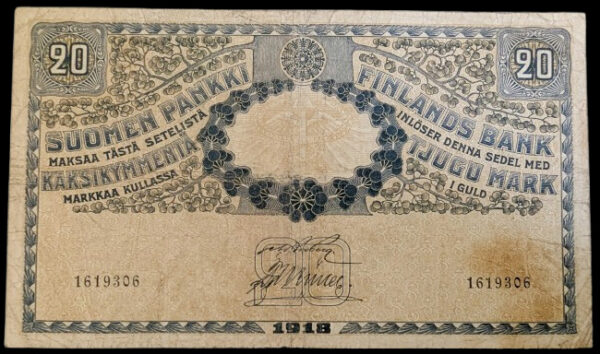 20
20
SUOMEN PANKKI
MAKSAA TÄSTÄ SETELISTÄ
KAKSIKYMMENTÄ
MARKKAA KULLASSA
FINLANDS BANK
INLÖSER DENNA SEDEL MED
TJUGU MARK
I GULD
1619306
1619306
1918